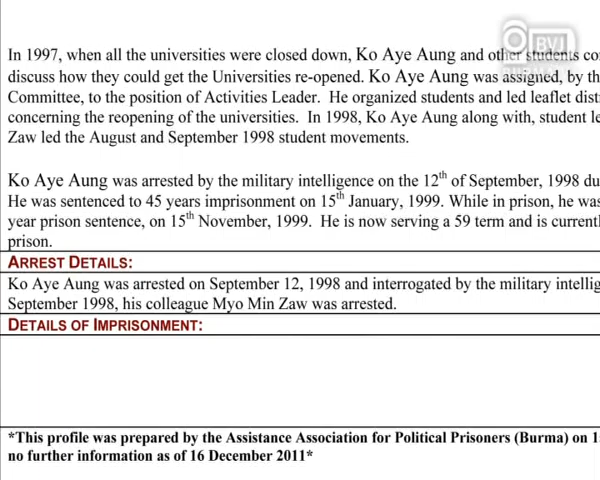 BVJ
In 1997, when all the universities were closed down, Ko Aye Aung and other students
discuss how they could get the Universities re-opened. Ko Aye Aung was assigned, by
Committee, to the position of Activities Leader. He organized students and led leaflet
concerning the reopening of the universities. In 1998, Ko Aye Aung along with, student
Zaw led the August and September 1998 student movements.
Ko Aye Aung was arrested by the military intelligence on the 12th of September, 1998
He was sentenced to 45 years imprisonment on 15th January, 1999. While in prison, he was
year prison sentence, on 15th November, 1999. He is now serving a 59 term and is
prison.
ARREST DETAILS:
Ko Aye Aung was arrested on September 12, 1998 and interrogated by the military
September 1998, his colleague Myo Min Zaw was arrested.
DETAILS OF IMPRISONMENT:
*This profile was prepared by the Assistance Association for Political Prisoners (Burma) on
no further information as of 16 December 2011*